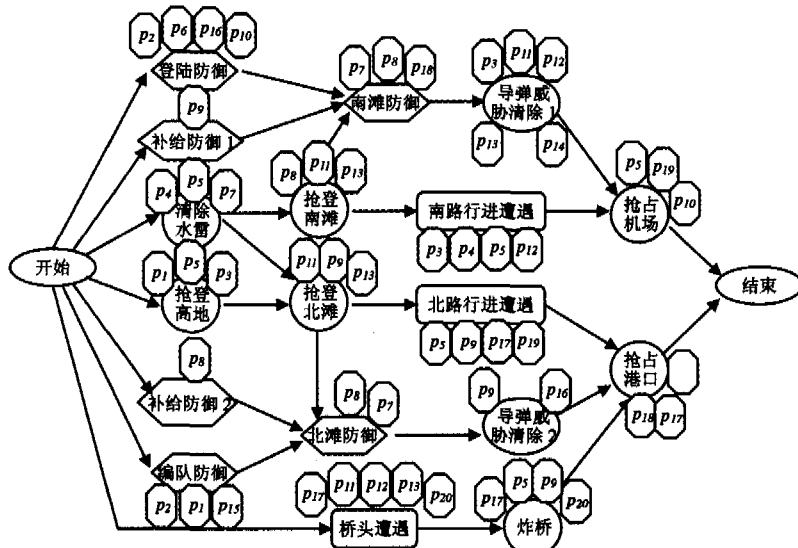 p2 p6 p16 p10
登陆防御
p9
补给防御 1
p4 p5 p7
清除
水雷
开始
p1 p5 p3
抢登
高地
p8
补给防御 2
编队防御
p2 p1 p15
p7 p8 p18
南滩防御
p8 p11 p13
抢登
南滩
p11 p9 p13
抢登
北滩
p8 p7
北滩防御
p17 p11 p12 p13 p20
桥头遭遇
p3 p11 p12
导弹威
胁清除 1
p13 p14
南路行进遭遇
p3 p4 p5 p12
北路行进遭遇
p5 p9 p17 p19
p9 p16
导弹威
胁清除 2
p17 p5 p9 p20
炸桥
p5 p19 p10
抢占
机场
抢占
港口
p18 p17
结束